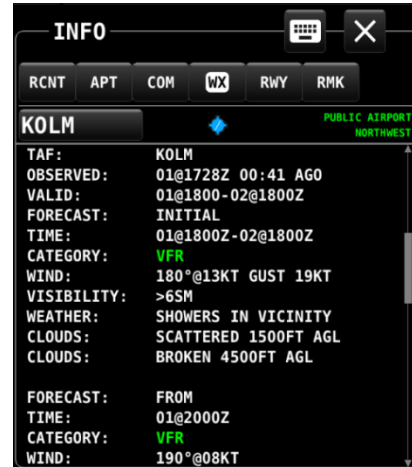 INFO
RCNT APT COM WX RWY RMK
KOLM
PUBLIC AIRPORT
NORTHWEST
TAF: KOLM
OBSERVED: 01@1728Z 00:41 AGO
VALID: 01@1800-02@1800Z
FORECAST: INITIAL
TIME: 01@1800Z-02@1800Z
CATEGORY: VFR
WIND: 180°@13KT GUST 19KT
VISIBILITY: >6SM
WEATHER: SHOWERS IN VICINITY
CLOUDS: SCATTERED 1500FT AGL
CLOUDS: BROKEN 4500FT AGL
FORECAST: FROM
TIME: 01@2000Z
CATEGORY: VFR
WIND: 190°@08KT